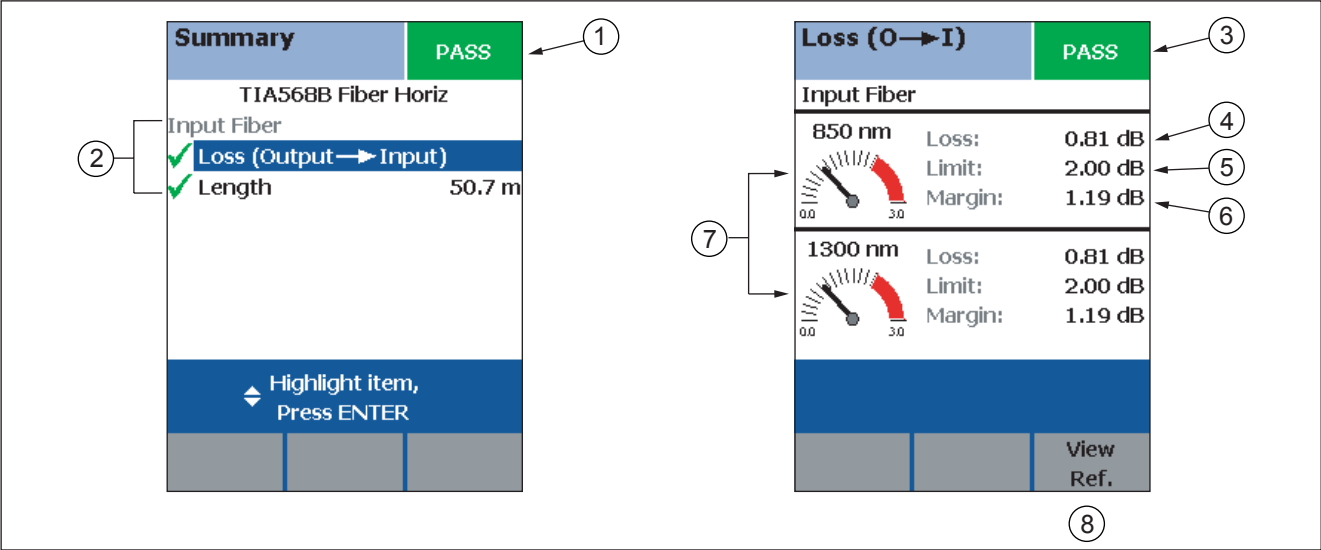 Summary
PASS
1
TIA568B Fiber Horiz
Input Fiber
2
Loss (Output→Input)
Length 50.7 m
Highlight item,
Press ENTER
Loss (O→I)
PASS
3
Input Fiber
850 nm
Loss: 0.81 dB
4
Limit: 2.00 dB
5
Margin: 1.19 dB
6
0.0 3.0
7
1300 nm
Loss: 0.81 dB
Limit: 2.00 dB
Margin: 1.19 dB
0.0 3.0
View
Ref.
8